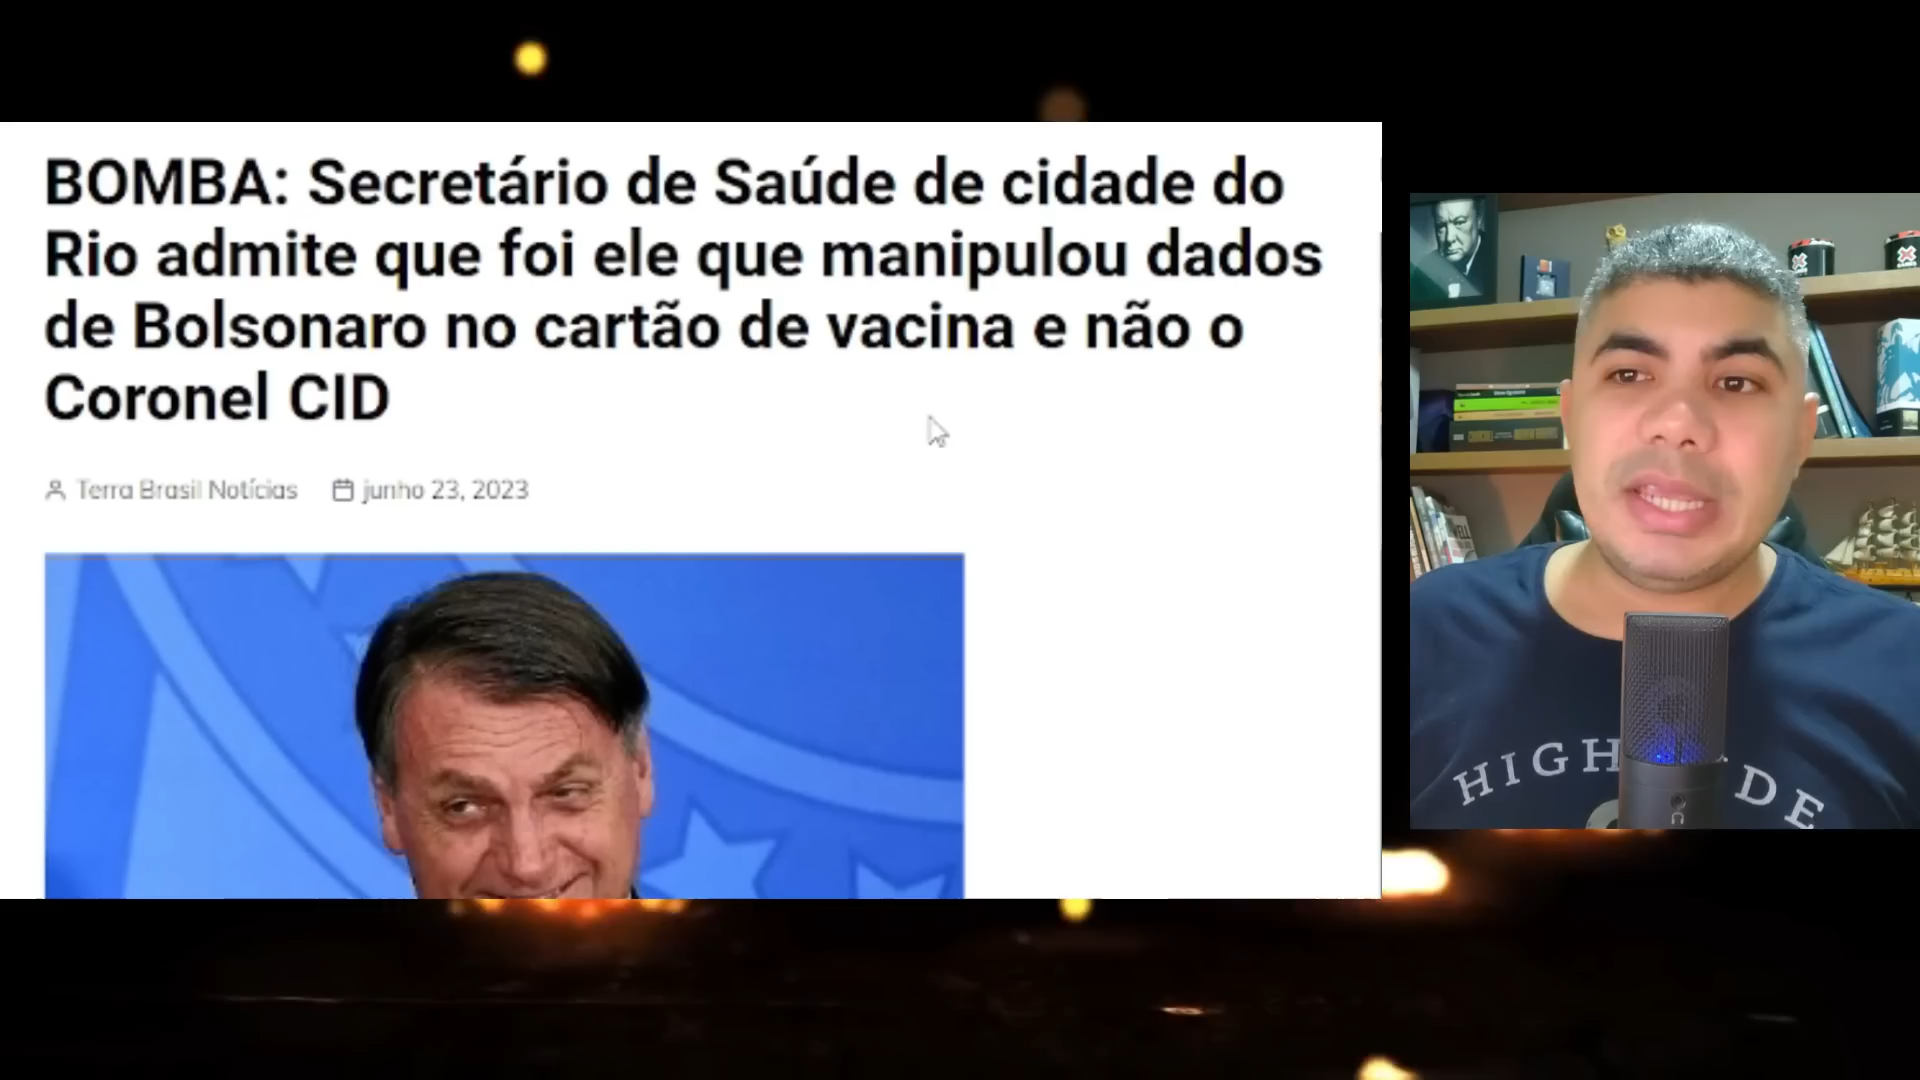 BOMBA: Secretário de Saúde de cidade do
Rio admite que foi ele que manipulou dados
de Bolsonaro no cartão de vacina e não o
Coronel CID
Terra Brasil Notícias junho 23, 2023
HIGH DE